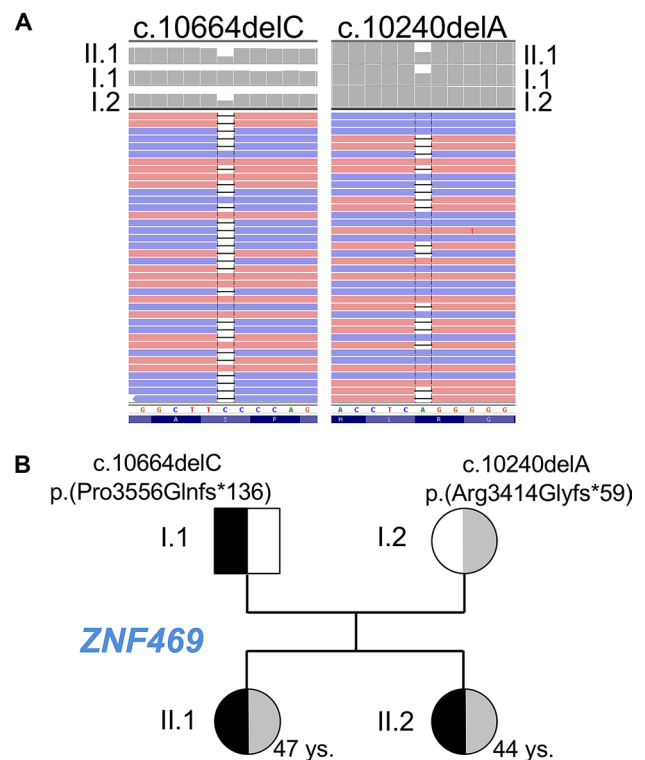 A
c.10664delC c.10240delA
II.1 II.1
I.1 I.1
I.2 I.2
T
G G C T T C C C C A G A C C T C A G G G G G
A S P H L R G
B
c.10664delC c.10240delA
p.(Pro3556Glnfs*136) p.(Arg3414Glyfs*59)
I.1 I.2
ZNF469
II.1 47 ys. II.2 44 ys.